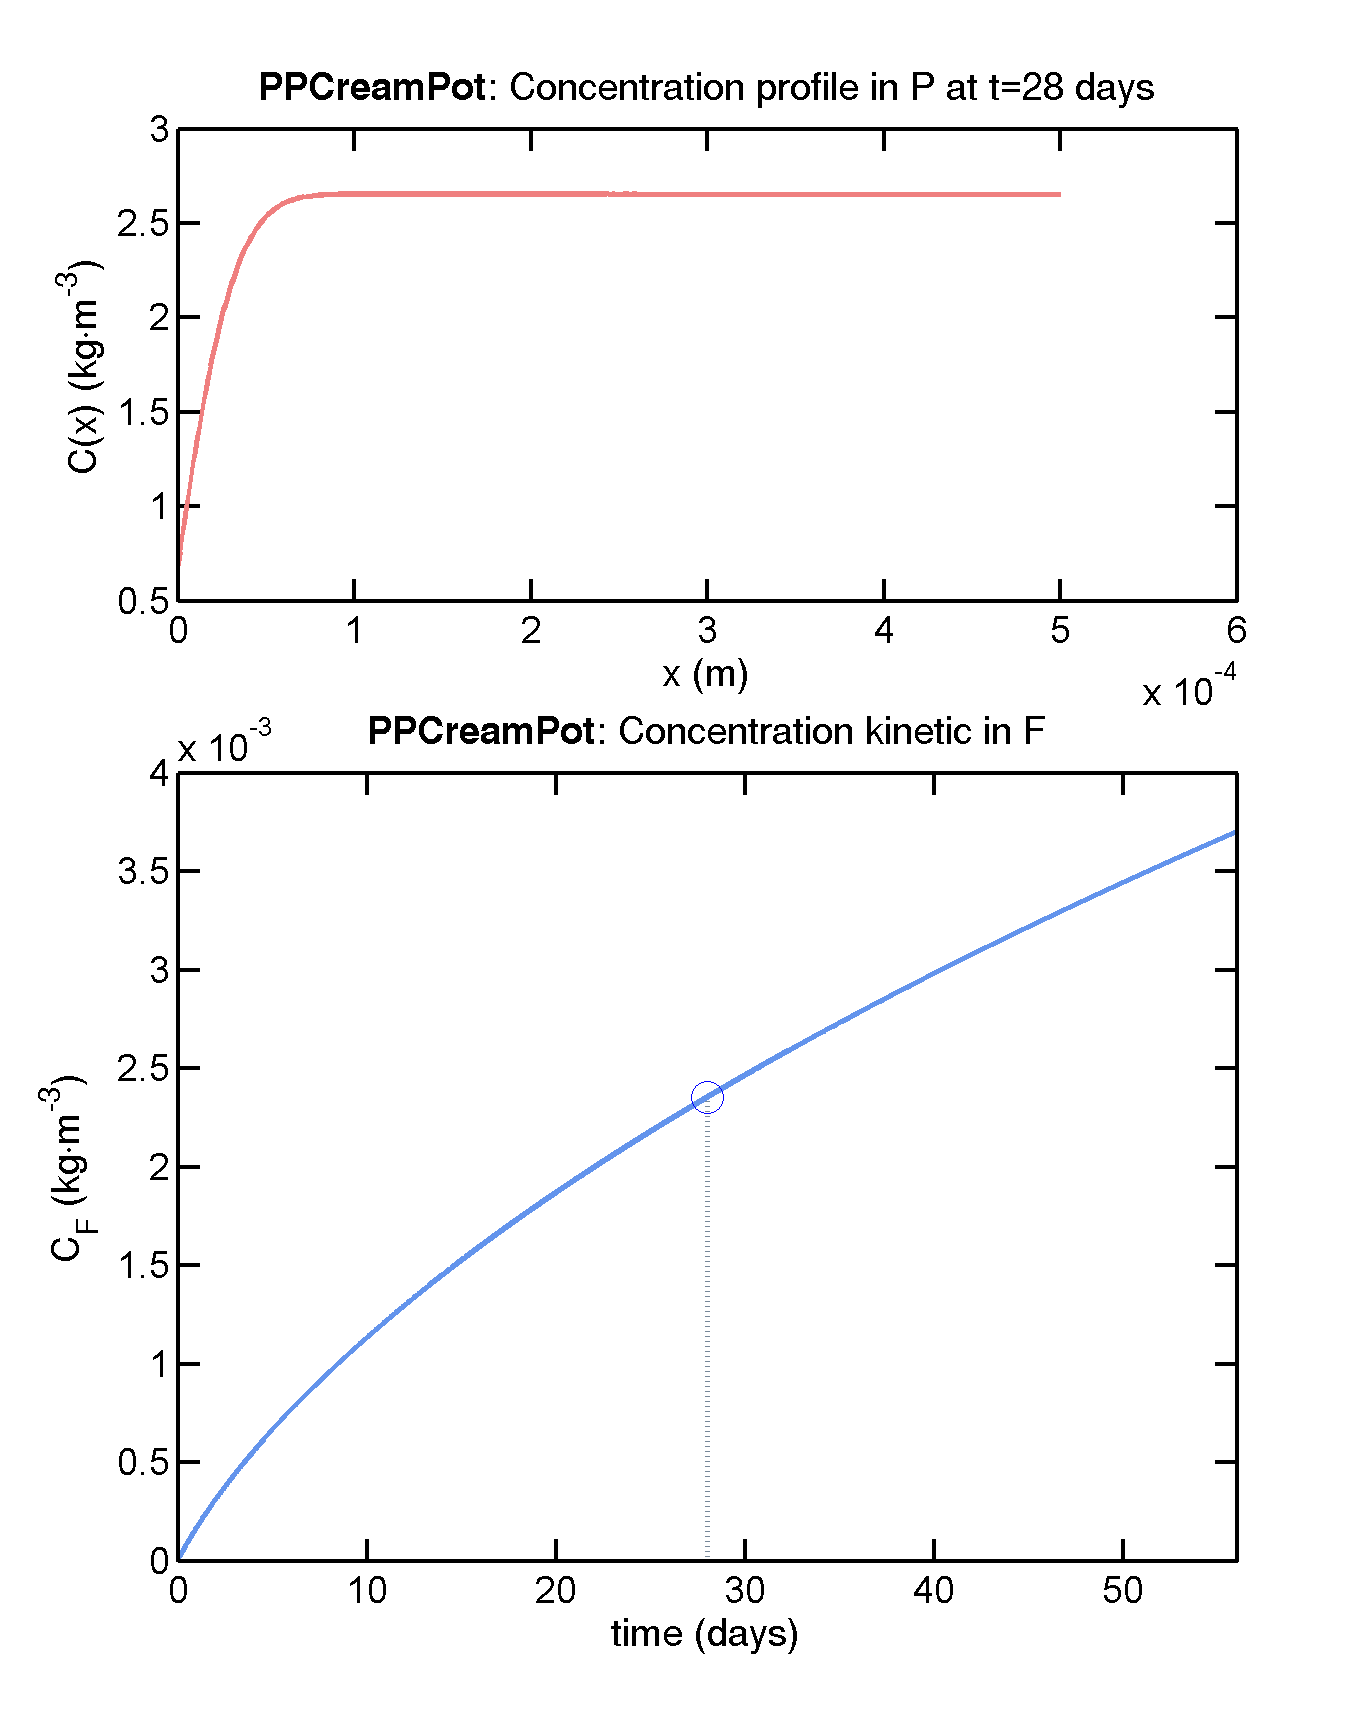 PPCreamPot: Concentration profile in P at t=28 days
3
2.5
2
1.5
1
0.5
C(x) (kg·m-3)
0 1 2 3 4 5 6
x (m)
x 10-4
PPCreamPot: Concentration kinetic in F
x 10-3
4
3.5
3
2.5
2
1.5
1
0.5
0
CF (kg·m-3)
0 10 20 30 40 50
time (days)